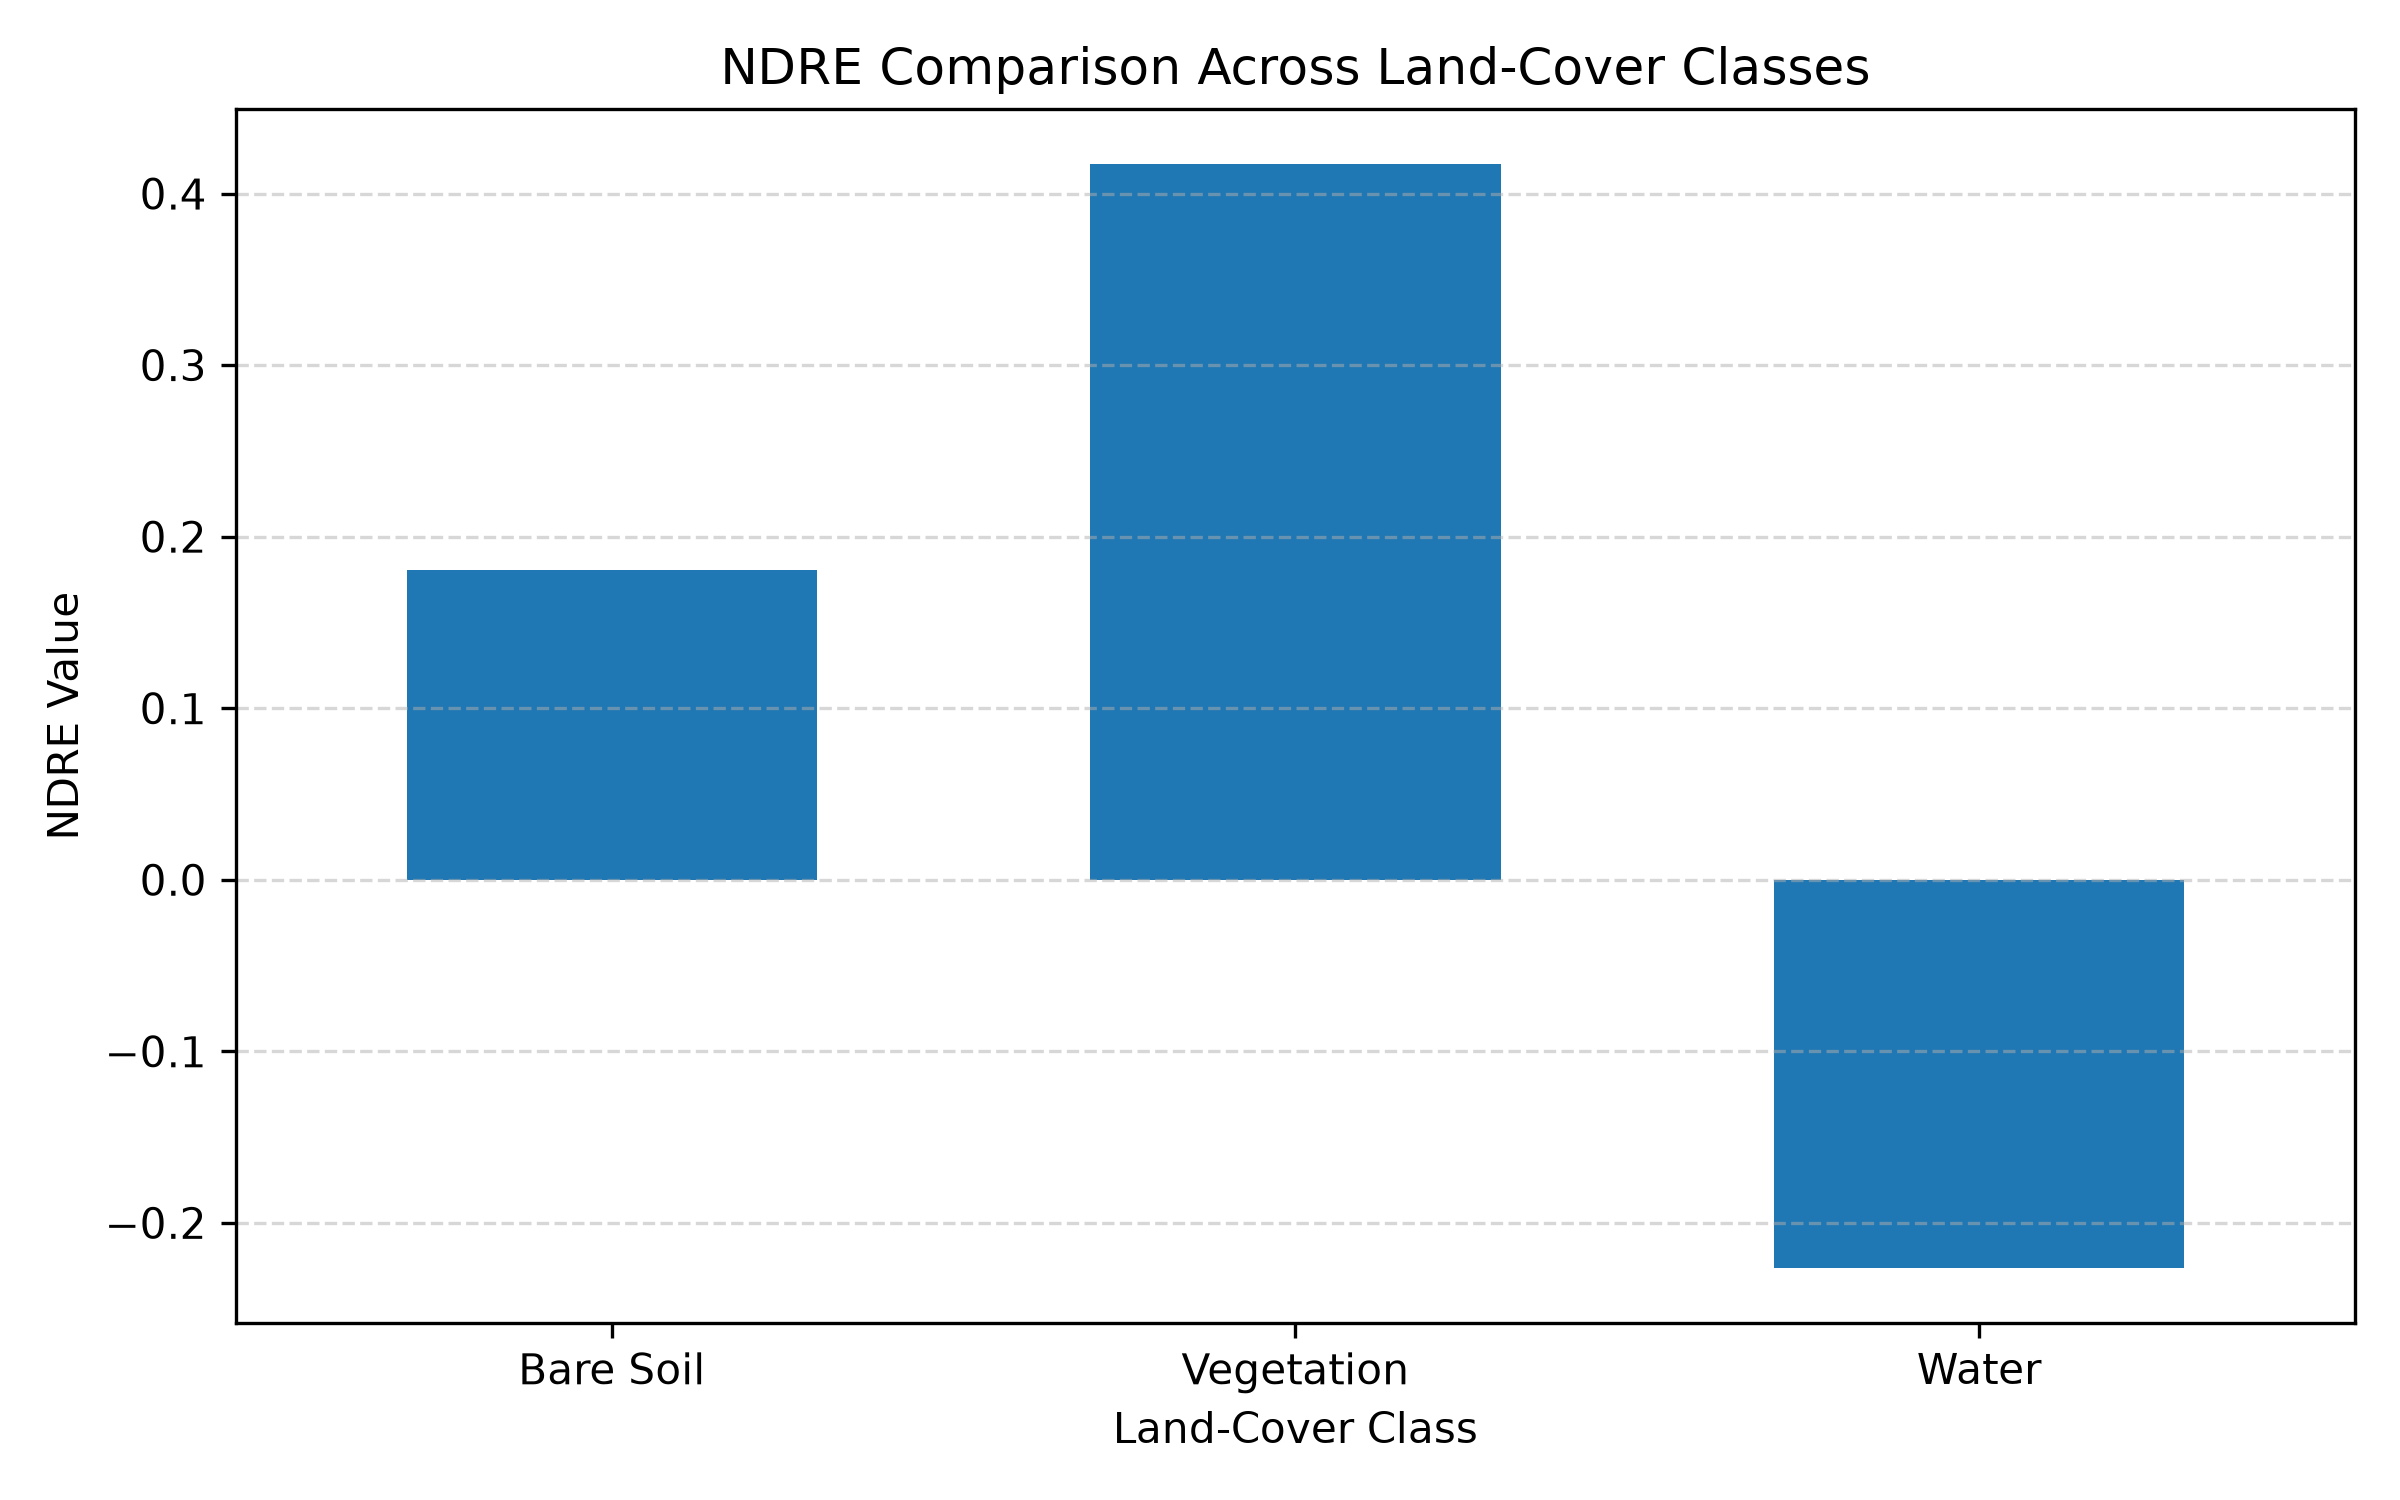 NDRE Comparison Across Land-Cover Classes
NDRE Value
0.4
0.3
0.2
0.1
0.0
−0.1
−0.2
Bare Soil Vegetation Water
Land-Cover Class